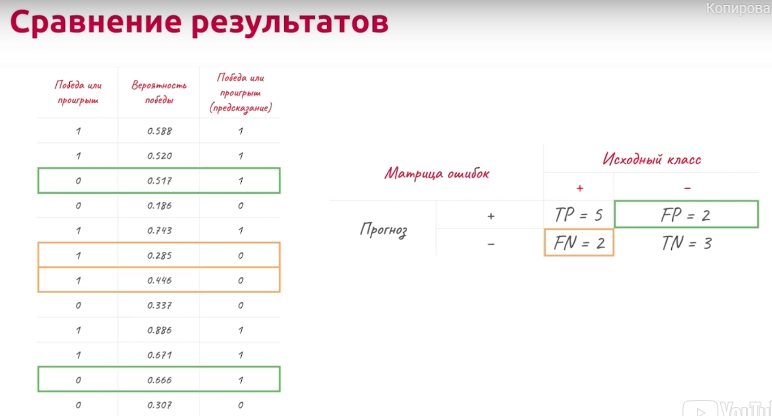 Сравнение результатов
Копирова
Победа или проигрыш
Вероятность победы
Победа или проигрыш (предсказание)
1 0.588 1
1 0.520 1
0 0.517 1
0 0.186 0
1 0.743 1
1 0.285 0
1 0.446 0
0 0.337 0
1 0.886 1
1 0.671 1
0 0.666 1
0 0.307 0
Матрица ошибок
Исходный класс
+ –
Прогноз
+ TP = 5 FP = 2
– FN = 2 TN = 3
YouTu